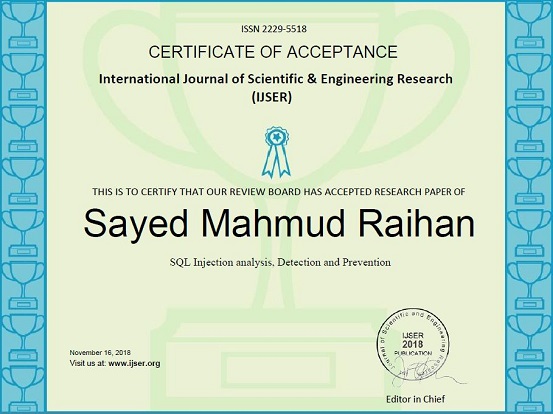 ISSN 2229-5518
CERTIFICATE OF ACCEPTANCE
International Journal of Scientific & Engineering Research
(IJSER)
THIS IS TO CERTIFY THAT OUR REVIEW BOARD HAS ACCEPTED RESEARCH PAPER OF
Sayed Mahmud Raihan
SQL Injection analysis, Detection and Prevention
Journal of Scientific and Engineering
IJSER
2018
PUBLICATION
November 16, 2018
Visit us at: www.ijser.org
Editor in Chief